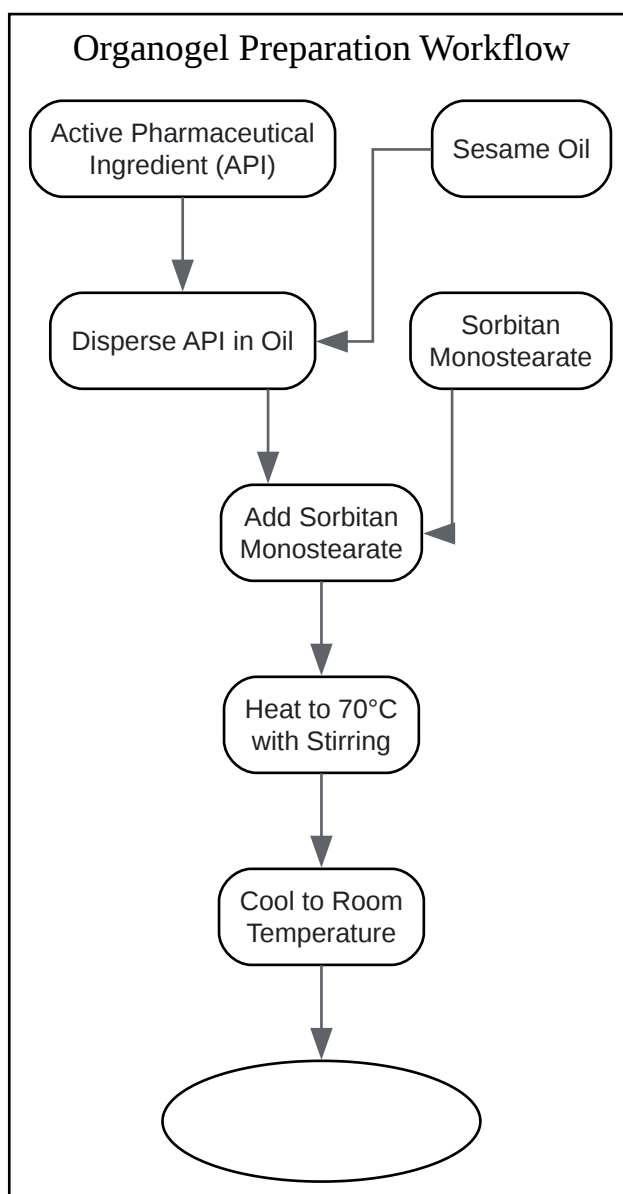 Organogel Preparation Workflow
Active Pharmaceutical
Ingredient (API)
Sesame Oil
Disperse API in Oil
Sorbitan
Monostearate
Add Sorbitan
Monostearate
Heat to 70°C
with Stirring
Cool to Room
Temperature